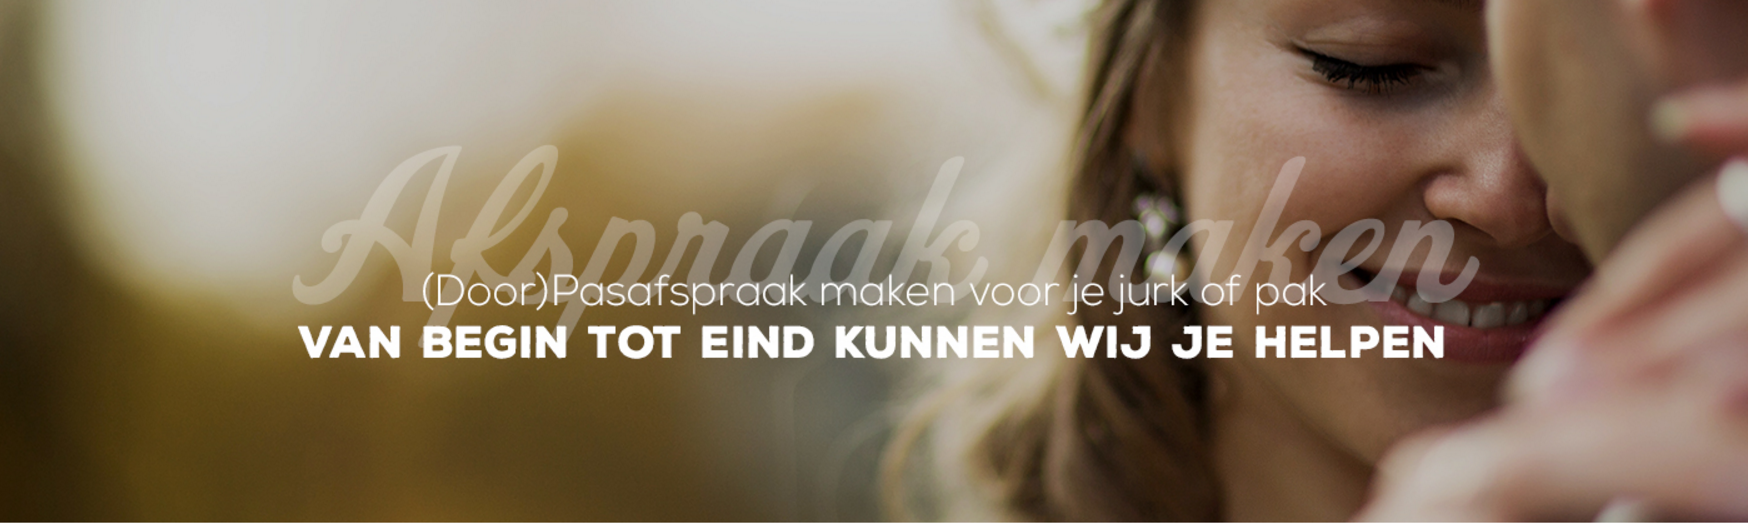 Afspraak maken
(Door)Pasafspraak maken voor je jurk of pak
VAN BEGIN TOT EIND KUNNEN WIJ JE HELPEN